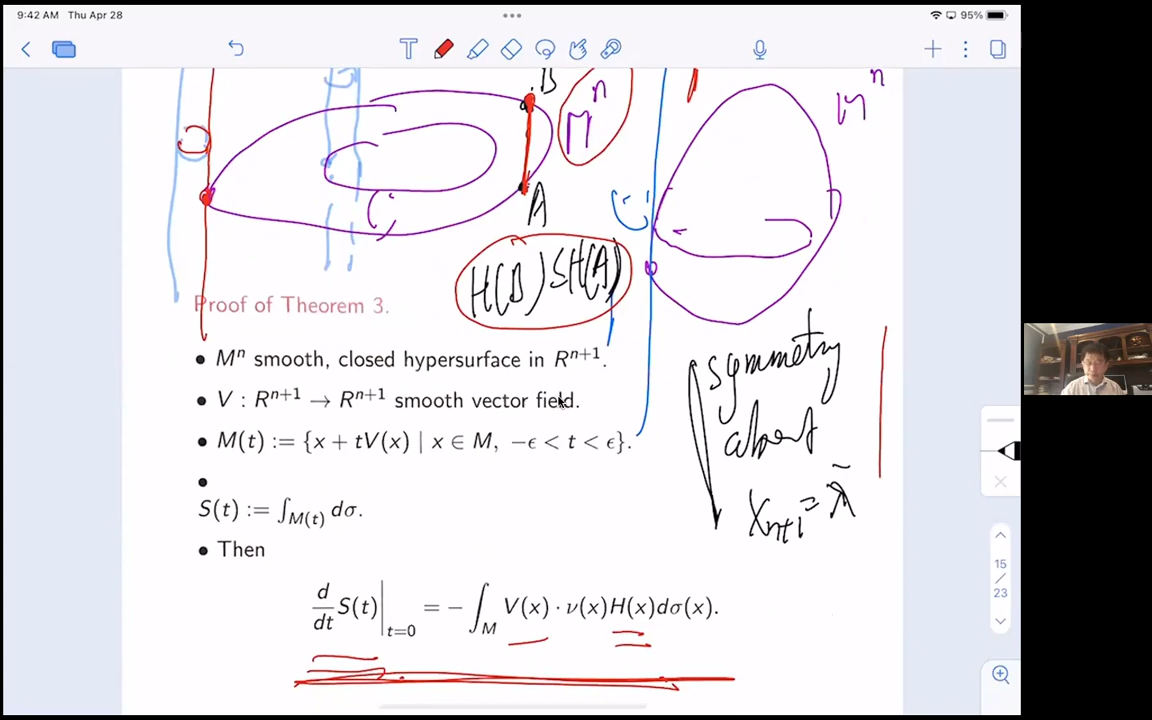 9:42 AM Thu Apr 28
95%
B
M^n
M^n
A
H(B) ≤ H(A)
Proof of Theorem 3.
• M^n smooth, closed hypersurface in R^{n+1}.
• V : R^{n+1} → R^{n+1} smooth vector field.
• M(t) := {x + tV(x) | x ∈ M, −ϵ < t < ϵ}.
•
S(t) := ∫_{M(t)} dσ.
• Then
d/dt S(t)|_{t=0} = − ∫_M V(x) · ν(x)H(x)dσ(x).
symmetry
about
x_{n+1} = λ̃
15
/
23